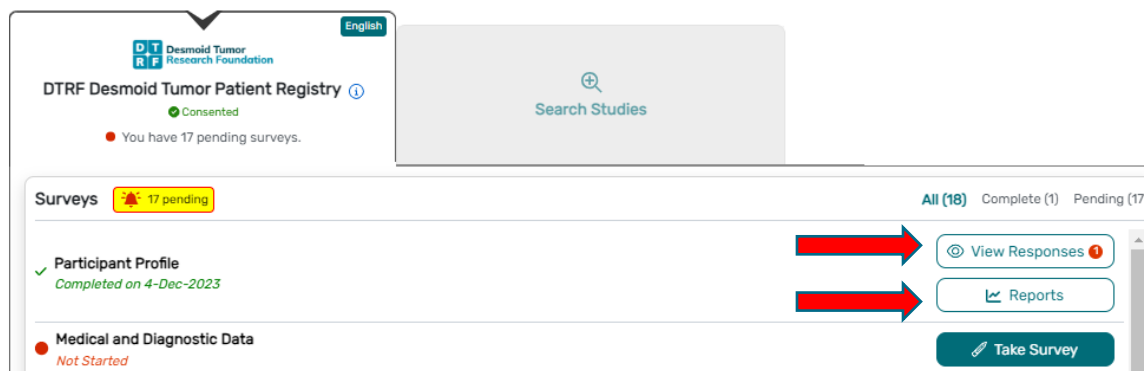 English
DT
RF
Desmoid Tumor
Research Foundation
DTRF Desmoid Tumor Patient Registry
Consented
You have 17 pending surveys.
Search Studies
Surveys
17 pending
All (18) Complete (1) Pending (17
Participant Profile
Completed on 4-Dec-2023
View Responses 1
Reports
Medical and Diagnostic Data
Not Started
Take Survey